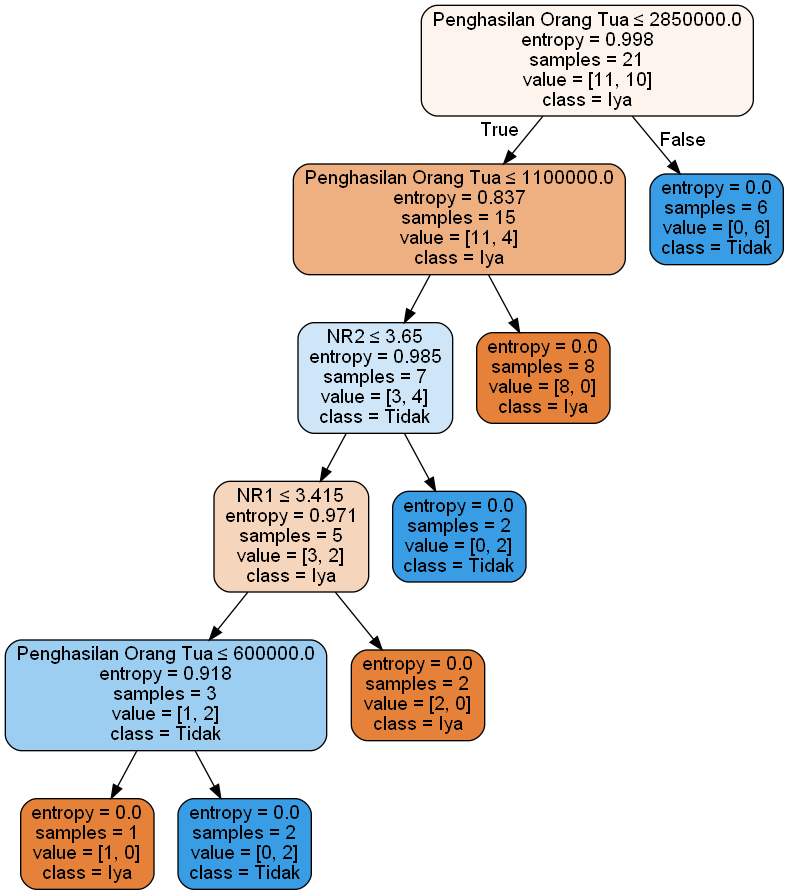 Penghasilan Orang Tua ≤ 2850000.0
entropy = 0.998
samples = 21
value = [11, 10]
class = Iya
True
False
Penghasilan Orang Tua ≤ 1100000.0
entropy = 0.837
samples = 15
value = [11, 4]
class = Iya
entropy = 0.0
samples = 6
value = [0, 6]
class = Tidak
NR2 ≤ 3.65
entropy = 0.985
samples = 7
value = [3, 4]
class = Tidak
entropy = 0.0
samples = 8
value = [8, 0]
class = Iya
NR1 ≤ 3.415
entropy = 0.971
samples = 5
value = [3, 2]
class = Iya
entropy = 0.0
samples = 2
value = [0, 2]
class = Tidak
Penghasilan Orang Tua ≤ 600000.0
entropy = 0.918
samples = 3
value = [1, 2]
class = Tidak
entropy = 0.0
samples = 2
value = [2, 0]
class = Iya
entropy = 0.0
samples = 1
value = [1, 0]
class = Iya
entropy = 0.0
samples = 2
value = [0, 2]
class = Tidak